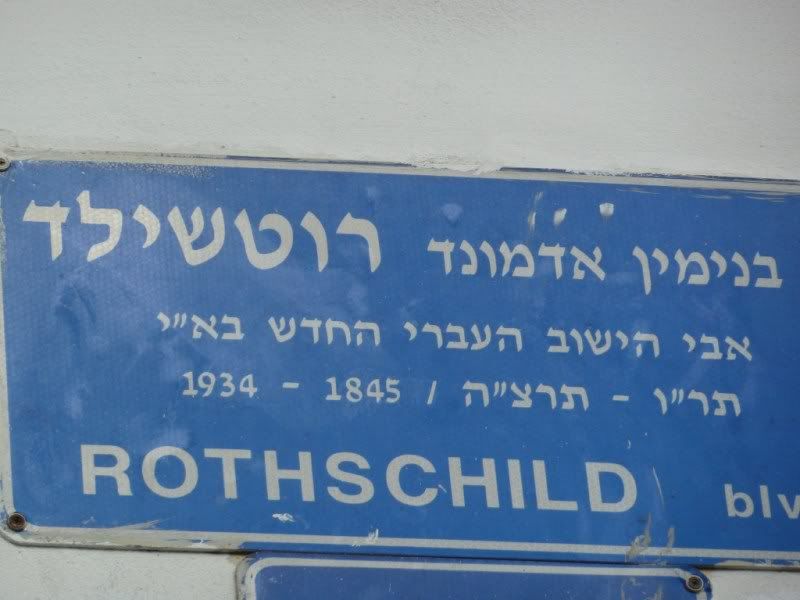 בנימין אדמונד רוטשילד
אבי הישוב העברי החדש בא"י
תר"ו - תרצ"ה / 1845 - 1934
ROTHSCHILD blv